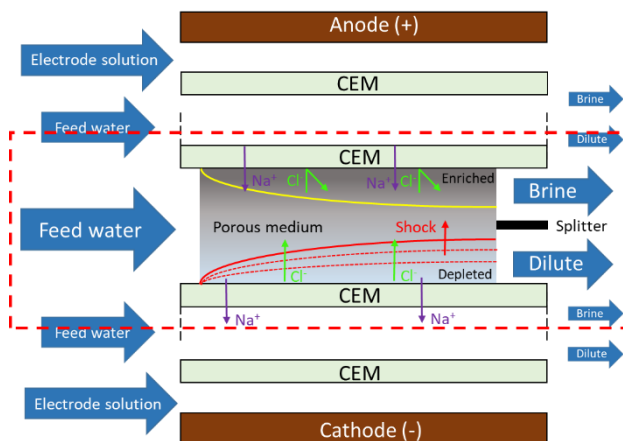 Anode (+)
Electrode solution
CEM
Brine
Feed water
Dilute
CEM
Na⁺
Cl⁻
Na⁺
Cl⁻
Enriched
Brine
Feed water
Porous medium
Shock
Splitter
Dilute
Cl⁻
Cl⁻
Depleted
CEM
Na⁺
Na⁺
Brine
Feed water
Dilute
CEM
Electrode solution
Cathode (-)